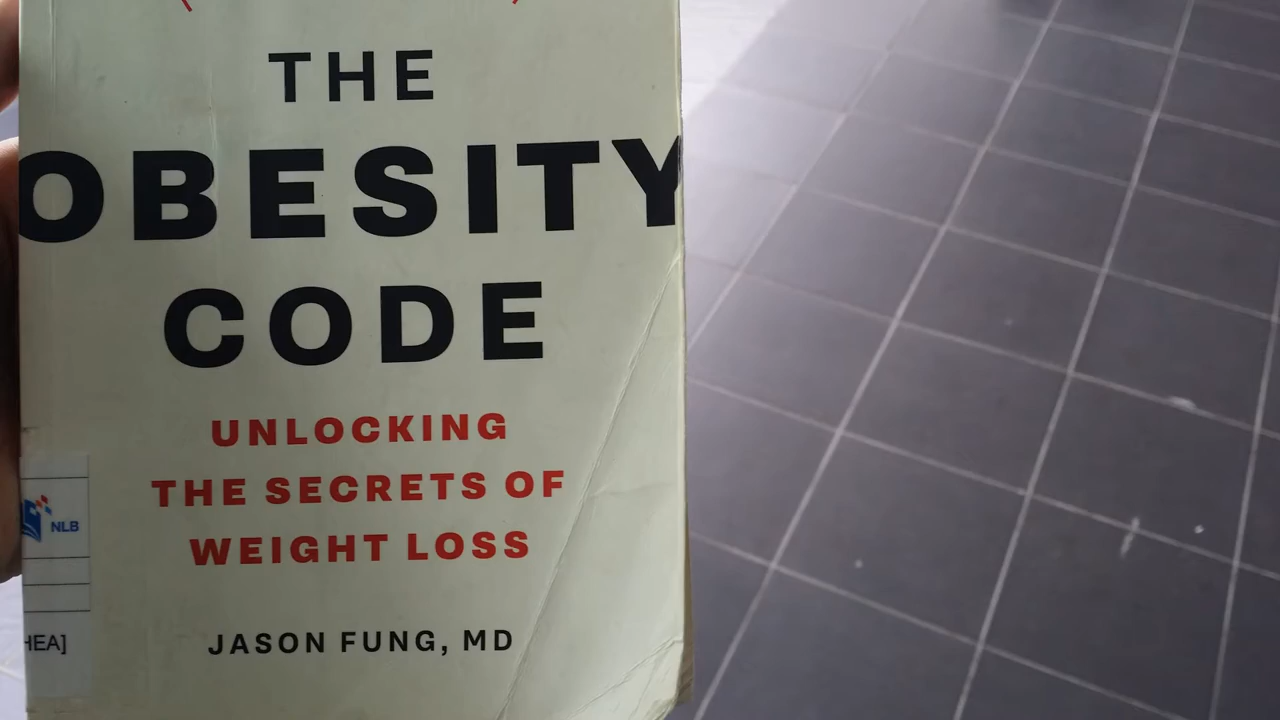 THE
OBESITY
CODE
UNLOCKING
THE SECRETS OF
WEIGHT LOSS
NLB
HEA]
JASON FUNG, MD